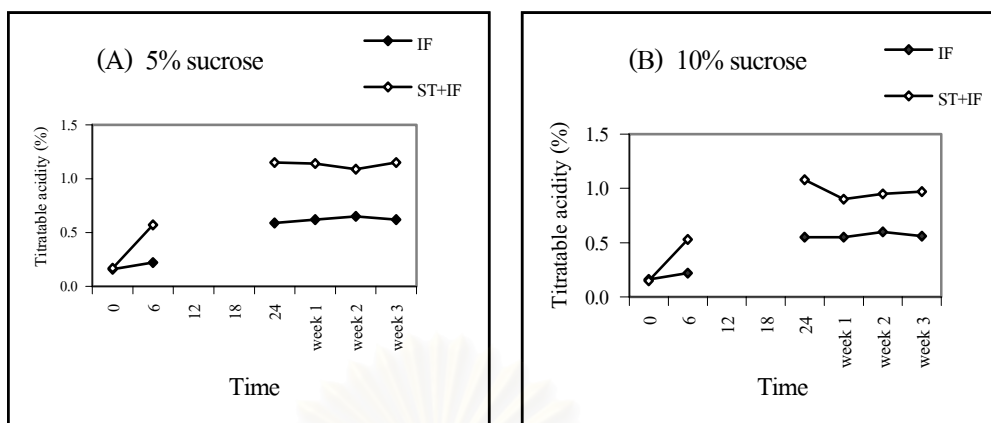 (A) 5% sucrose
IF
ST+IF
Titratable acidity (%)
1.5
1.0
0.5
0.0
0
6
12
18
24
week 1
week 2
week 3
Time
(B) 10% sucrose
IF
ST+IF
Titratable acidity (%)
1.5
1.0
0.5
0.0
0
6
12
18
24
week 1
week 2
week 3
Time